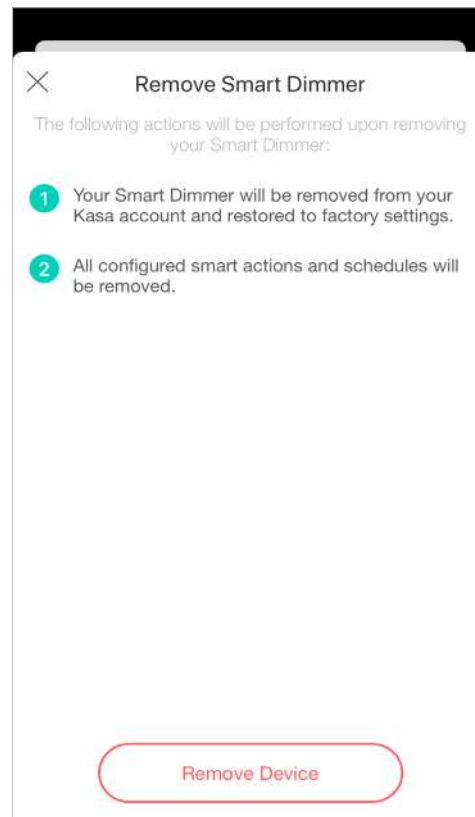 Remove Smart Dimmer
The following actions will be performed upon removing
your Smart Dimmer:
1 Your Smart Dimmer will be removed from your
Kasa account and restored to factory settings.
2 All configured smart actions and schedules will
be removed.
Remove Device